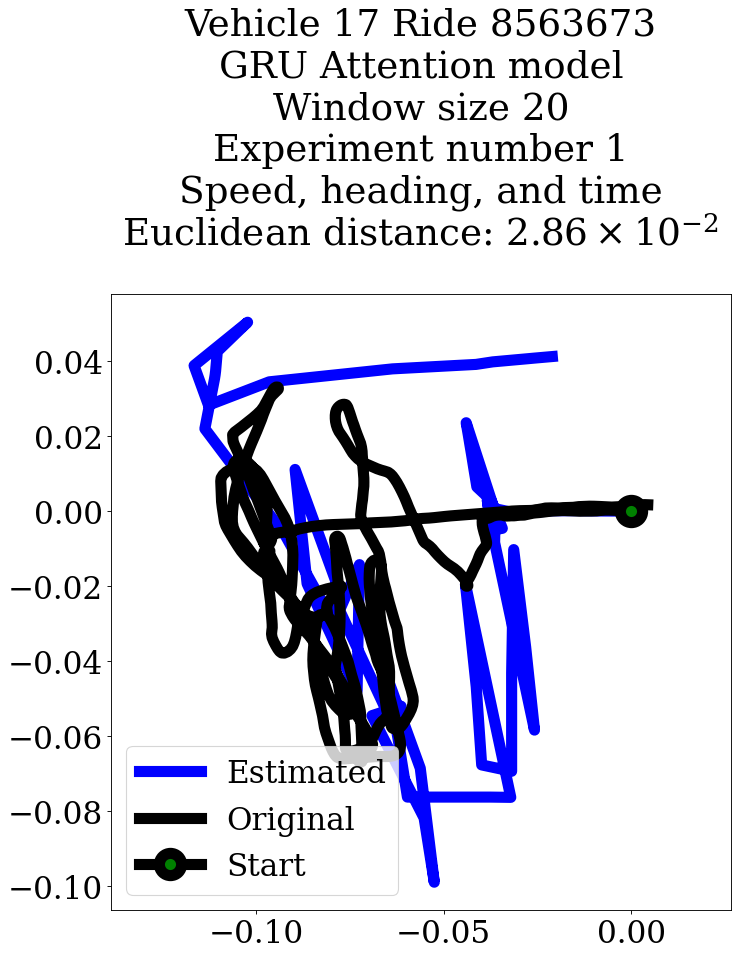 Vehicle 17 Ride 8563673
GRU Attention model
Window size 20
Experiment number 1
Speed, heading, and time
Euclidean distance: 2.86 × 10⁻²
0.04
0.02
0.00
−0.02
−0.04
−0.06
−0.08
−0.10
Estimated
Original
Start
−0.10 −0.05 0.00